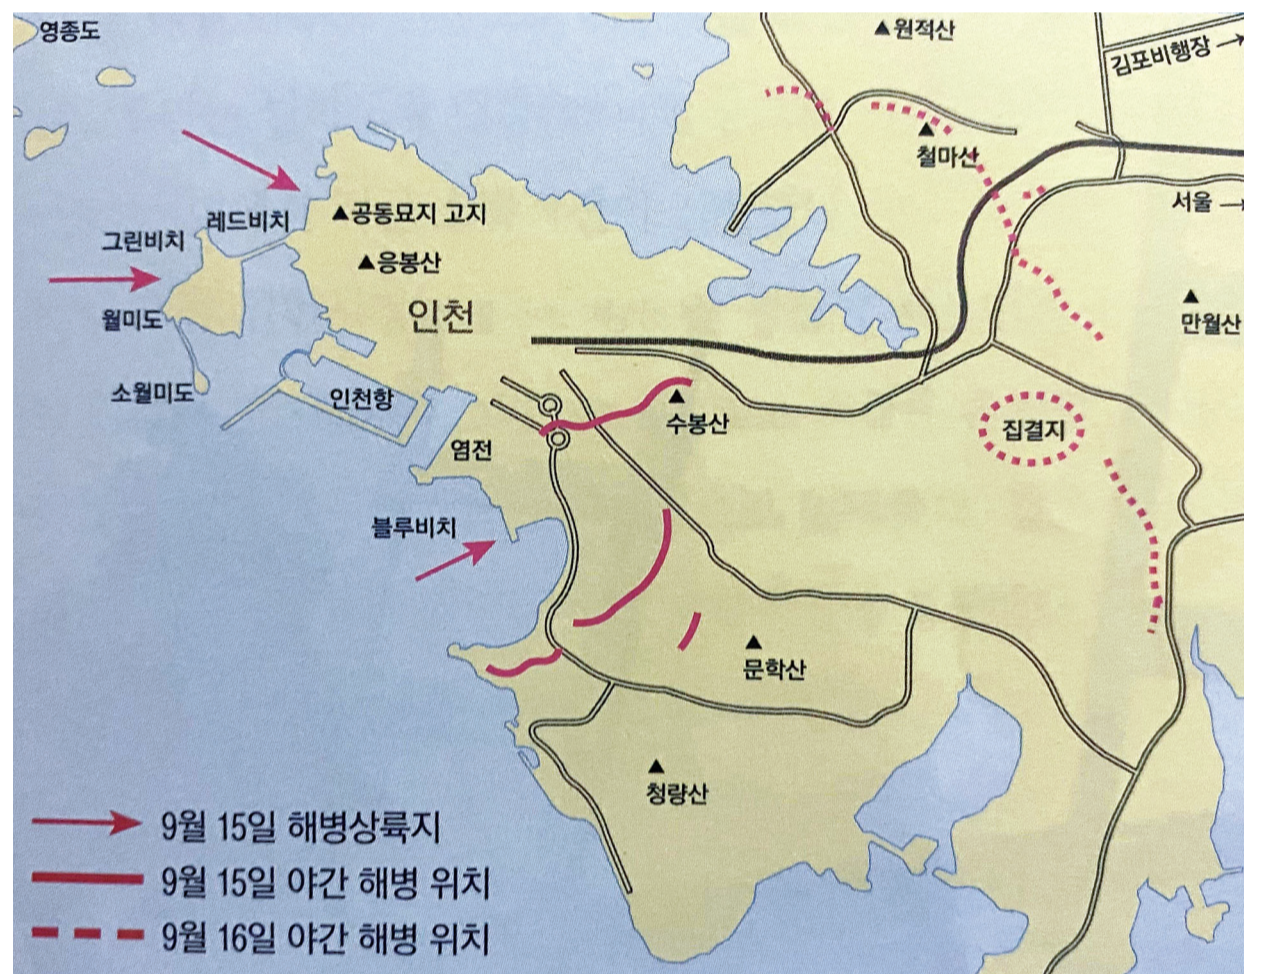 영종도
▲원적산
김포비행장 →
▲
철마산
레드비치
▲공동묘지 고지
서울 →
그린비치
▲응봉산
인천
월미도
▲
만월산
소월미도
인천항
▲
수봉산
집결지
염전
블루비치
▲
문학산
▲
청량산
9월 15일 해병상륙지
9월 15일 야간 해병 위치
9월 16일 야간 해병 위치